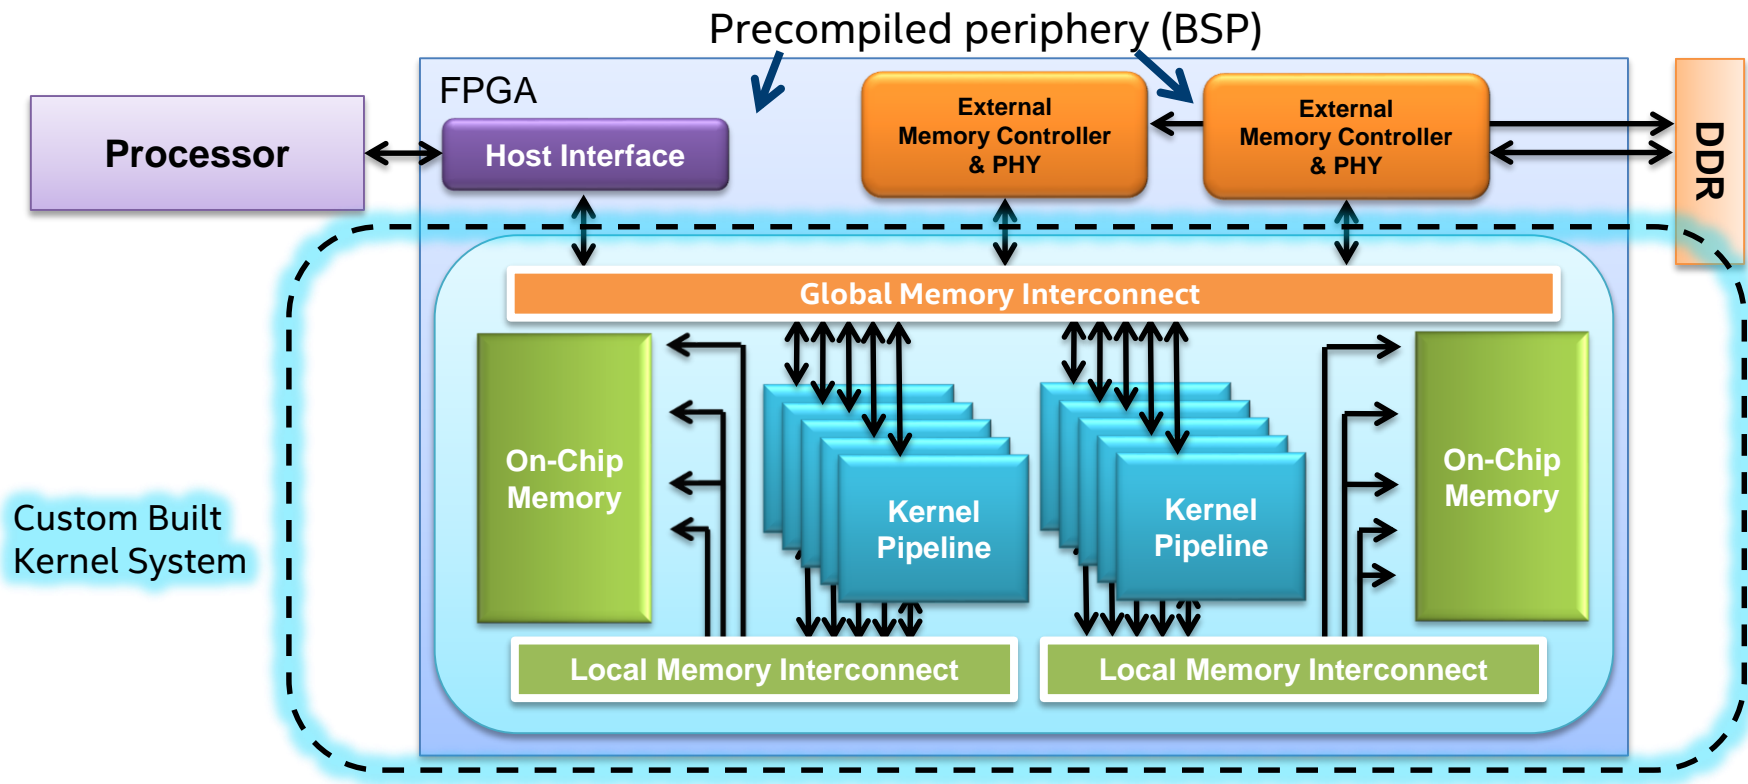 Precompiled periphery (BSP)
FPGA
Processor
Host Interface
External
Memory Controller
& PHY
External
Memory Controller
& PHY
DDR
Global Memory Interconnect
On-Chip
Memory
Kernel
Pipeline
Kernel
Pipeline
On-Chip
Memory
Custom Built
Kernel System
Local Memory Interconnect
Local Memory Interconnect